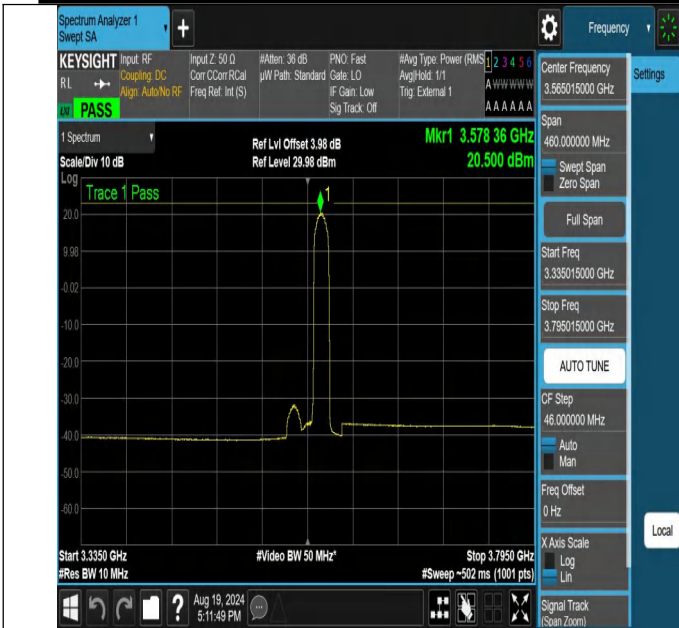 Spectrum Analyzer 1
Swept SA
+
Frequency
KEYSIGHT
RL
PASS
Input: RF
Coupling: DC
Align: Auto/No RF
Input Z: 50 Ω
Corr CCorr RCal
Freq Ref: Int (S)
#Atten: 36 dB
µW Path: Standard
PNO: Fast
Gate: LO
IF Gain: Low
Sig Track: Off
#Avg Type: Power (RMS
Avg|Hold: 1/1
Trig: External 1
1 2 3 4 5 6
A W W W W W
A A A A A A
1 Spectrum
Scale/Div 10 dB
Log
Ref Lvl Offset 3.98 dB
Ref Level 29.98 dBm
Mkr1 3.578 36 GHz
20.500 dBm
Trace 1 Pass
1
20.0
9.98
-0.02
-10.0
-20.0
-30.0
-40.0
-50.0
-60.0
Start 3.3350 GHz
#Res BW 10 MHz
#Video BW 50 MHz*
Stop 3.7950 GHz
#Sweep ~502 ms (1001 pts)
?
Aug 19, 2024
5:11:49 PM
Center Frequency
3.565015000 GHz
Settings
Span
460.000000 MHz
Swept Span
Zero Span
Full Span
Start Freq
3.335015000 GHz
Stop Freq
3.795015000 GHz
AUTO TUNE
CF Step
46.000000 MHz
Auto
Man
Freq Offset
0 Hz
Local
X Axis Scale
Log
Lin
Signal Track
(Span Zoom)